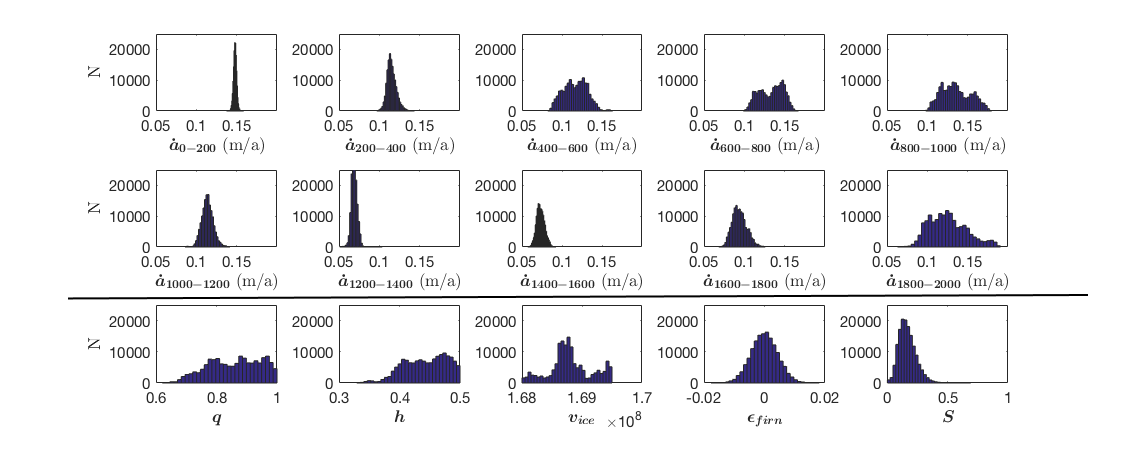 20000 20000 20000 20000 20000
N 10000 10000 10000 10000 10000
0 0 0 0 0
0.05 0.1 0.15 0.05 0.1 0.15 0.05 0.1 0.15 0.05 0.1 0.15 0.05 0.1 0.15
ȧ₀₋₂₀₀ (m/a) ȧ₂₀₀₋₄₀₀ (m/a) ȧ₄₀₀₋₆₀₀ (m/a) ȧ₆₀₀₋₈₀₀ (m/a) ȧ₈₀₀₋₁₀₀₀ (m/a)
20000 20000 20000 20000 20000
N 10000 10000 10000 10000 10000
0 0 0 0 0
0.05 0.1 0.15 0.05 0.1 0.15 0.05 0.1 0.15 0.05 0.1 0.15 0.05 0.1 0.15
ȧ₁₀₀₀₋₁₂₀₀ (m/a) ȧ₁₂₀₀₋₁₄₀₀ (m/a) ȧ₁₄₀₀₋₁₆₀₀ (m/a) ȧ₁₆₀₀₋₁₈₀₀ (m/a) ȧ₁₈₀₀₋₂₀₀₀ (m/a)
20000 20000 20000 20000 20000
N 10000 10000 10000 10000 10000
0 0 0 0 0
0.6 0.8 1 0.3 0.4 0.5 1.68 1.69 1.7 -0.02 0 0.02 0 0.5 1
q h v_ice ×10⁸ ϵ_firn S